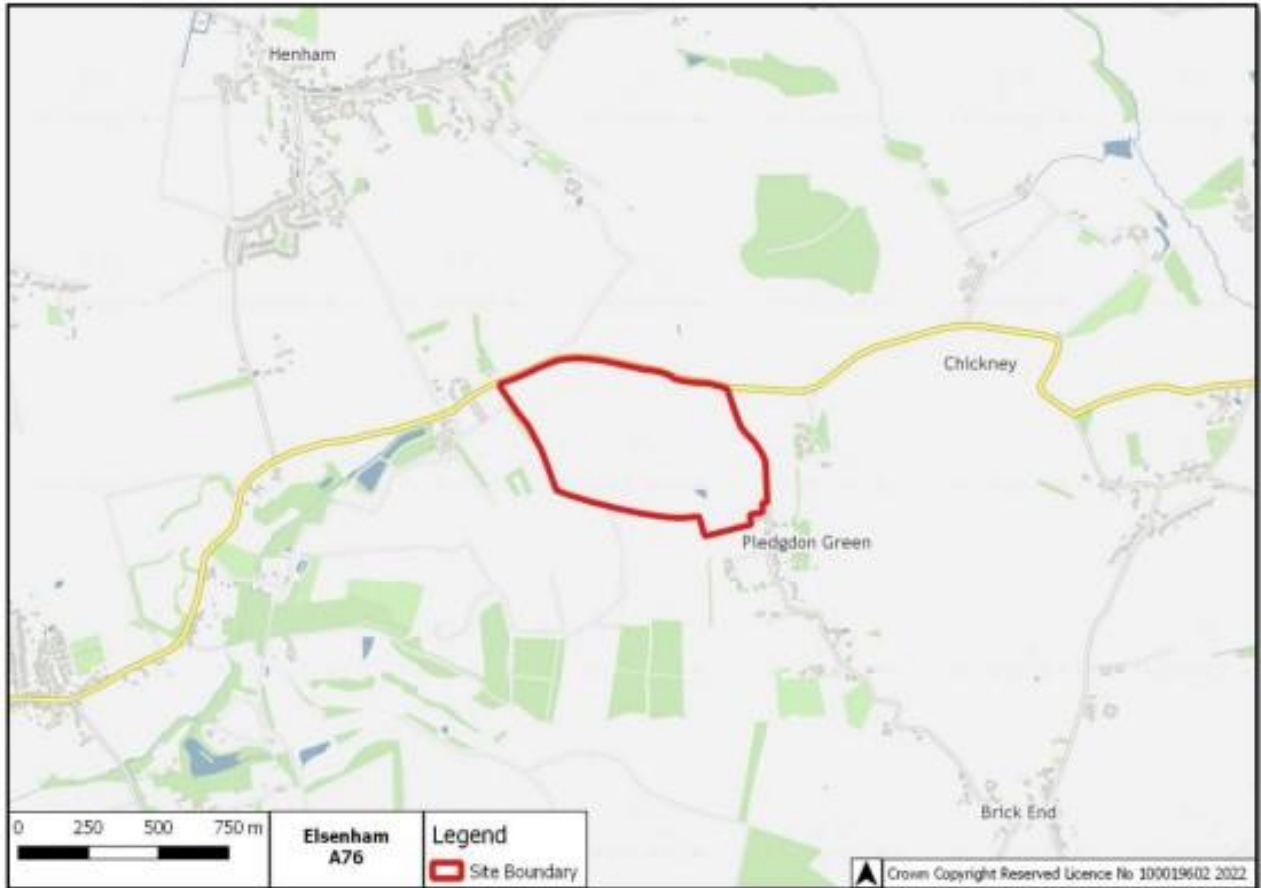 Henham
Chickney
Pledgdon Green
Brick End
0 250 500 750 m
Elsenham
A76
Legend
Site Boundary
Crown Copyright Reserved Licence No 100019602 2022